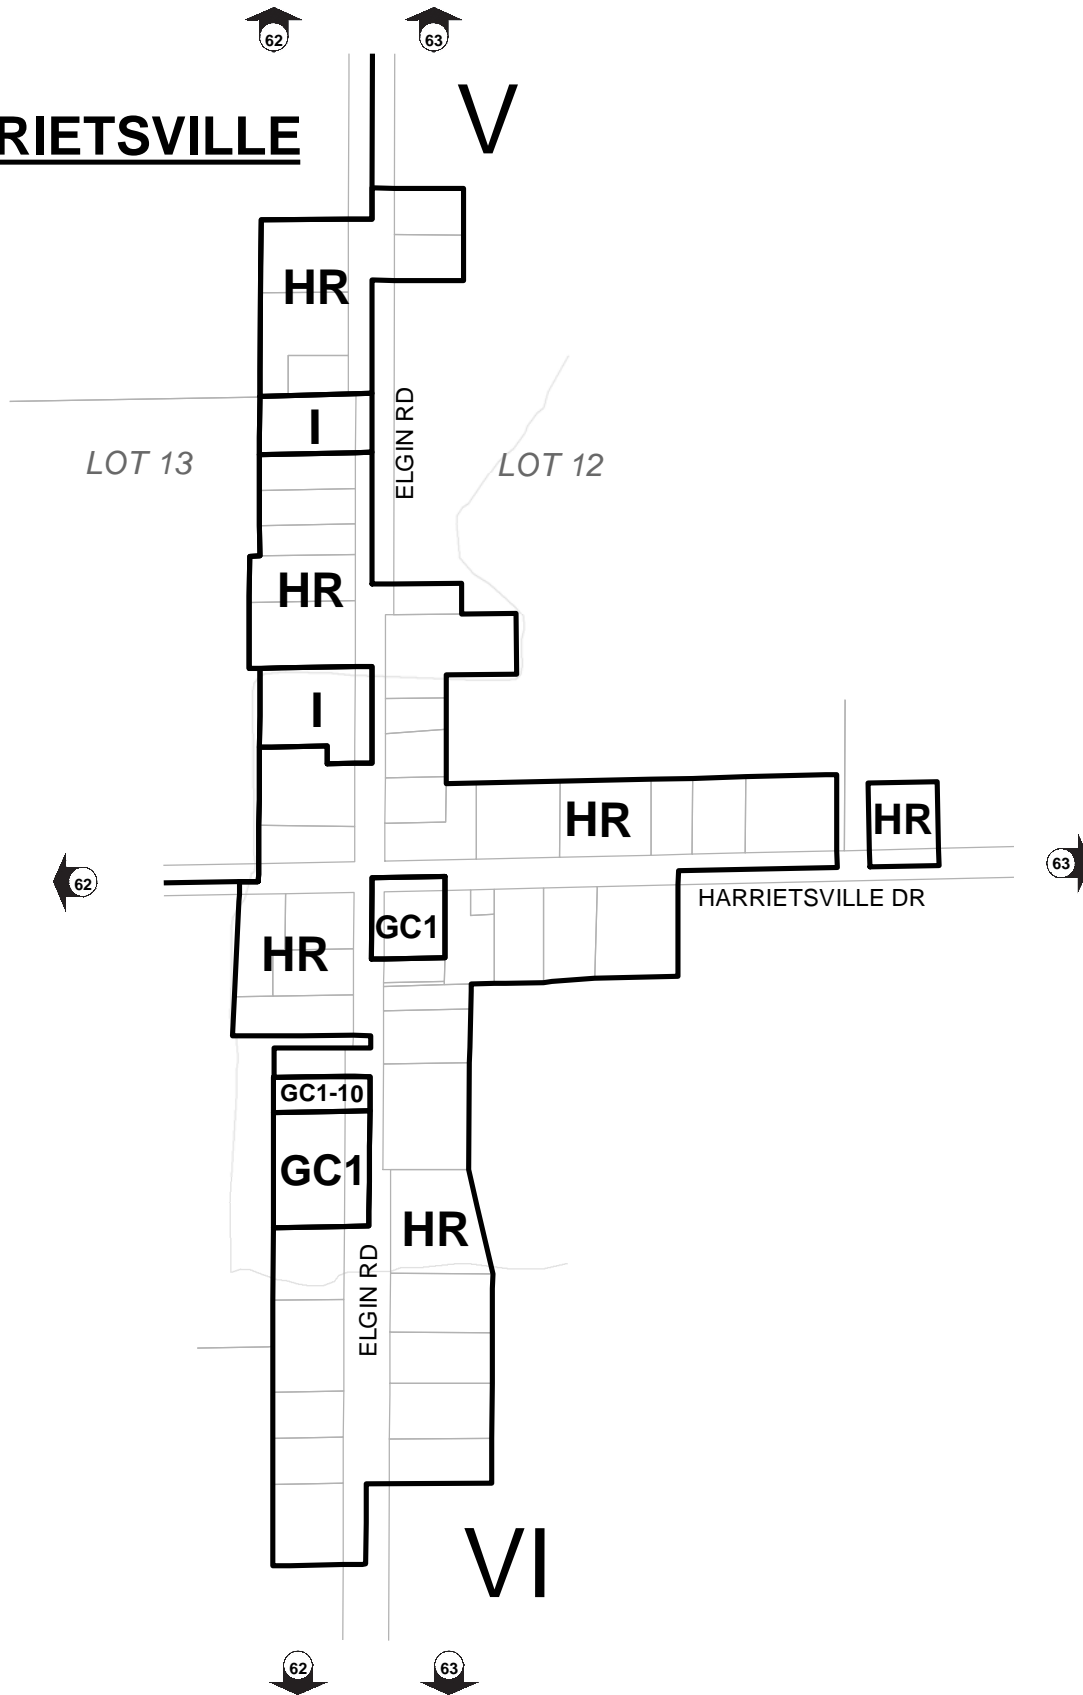 62
63
V
RIETSVILLE
HR
I
ELGIN RD
LOT 13
LOT 12
HR
I
HR
HR
62
63
HARRIETSVILLE DR
GC1
HR
GC1-10
GC1
HR
ELGIN RD
VI
62
63